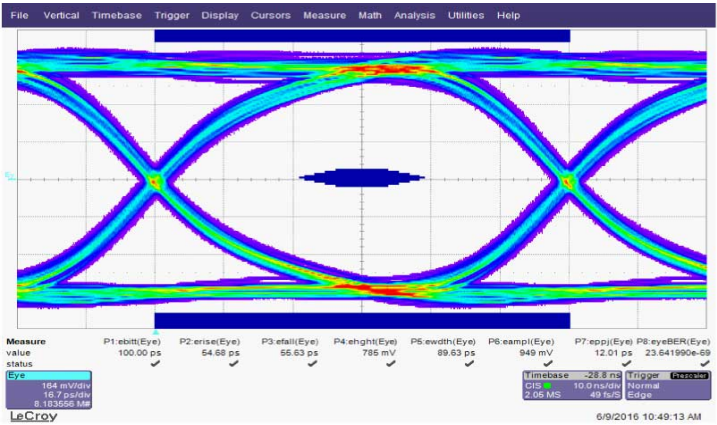 File Vertical Timebase Trigger Display Cursors Measure Math Analysis Utilities Help
Measure P1:ebitt(Eye) P2:erise(Eye) P3:efall(Eye) P4:ehght(Eye) P5:ewdth(Eye) P6:eampl(Eye) P7:eppj(Eye) P8:eyeBER(Eye)
value 100.00 ps 54.68 ps 55.63 ps 785 mV 89.63 ps 949 mV 12.01 ps 23.641990e-69
status
Eye
164 mV/div
16.7 ps/div
8.183556 M#
Timebase -28.8 ns
CIS 10.0 ns/div
2.05 MS 49 fs/S
Trigger Prescaler
Normal
Edge
LeCroy
6/9/2016 10:49:13 AM